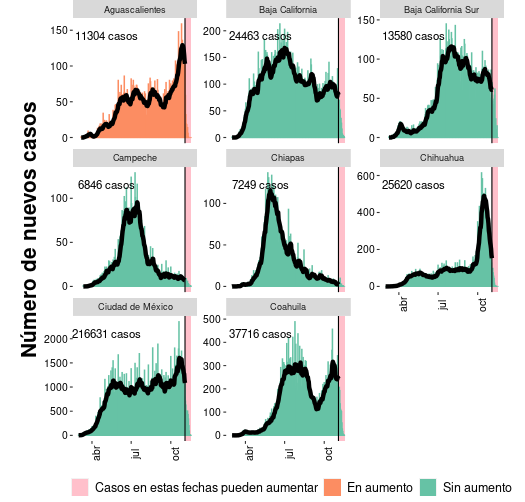 Número de nuevos casos
Aguascalientes
Baja California
Baja California Sur
11304 casos
24463 casos
13580 casos
150
100
50
0
200
150
100
50
0
150
100
50
0
Campeche
Chiapas
Chihuahua
6846 casos
7249 casos
25620 casos
100
50
0
100
50
0
600
400
200
0
abr
jul
oct
Ciudad de México
Coahuila
216631 casos
37716 casos
2000
1500
1000
500
0
500
400
300
200
100
0
abr
jul
oct
abr
jul
oct
Casos en estas fechas pueden aumentar
En aumento
Sin aumento